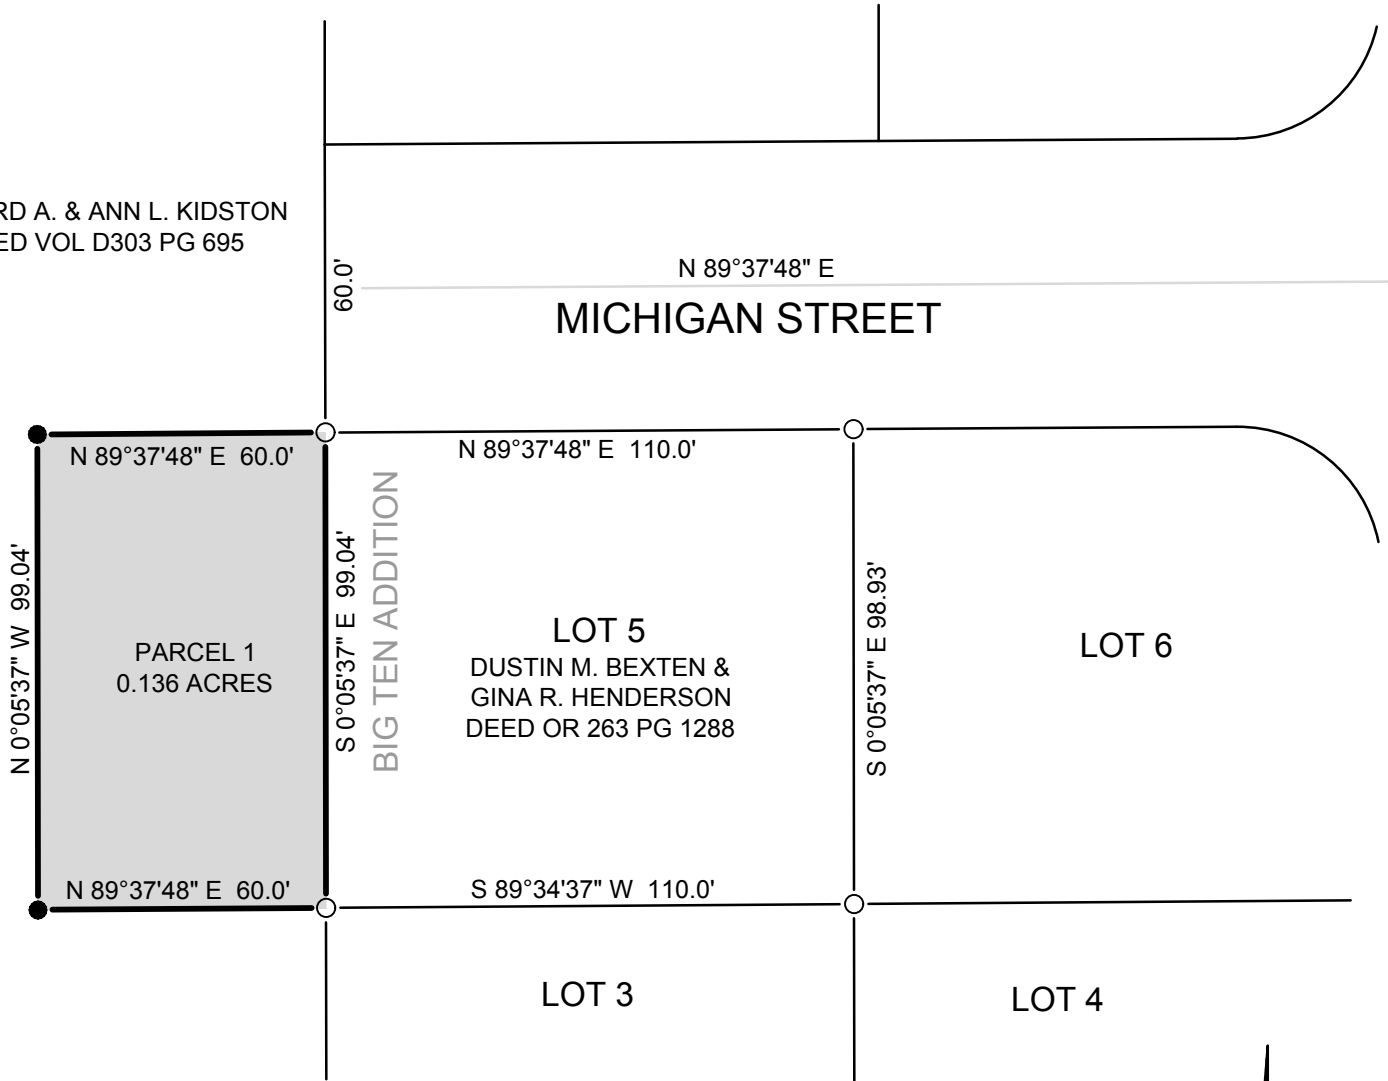 A. & ANN L. KIDSTON
VOL D303 PG 695
60.0'
N 89°37'48" E
MICHIGAN STREET
N 89°37'48" E  60.0'
N 89°37'48" E  110.0'
N 0°05'37" W  99.04'
S 0°05'37" E  99.04'
BIG TEN ADDITION
S 0°05'37" E 98.93'
PARCEL 1
0.136 ACRES
LOT 5
DUSTIN M. BEXTEN &
GINA R. HENDERSON
DEED OR 263 PG 1288
LOT 6
N 89°37'48" E  60.0'
S 89°34'37" W  110.0'
LOT 3
LOT 4